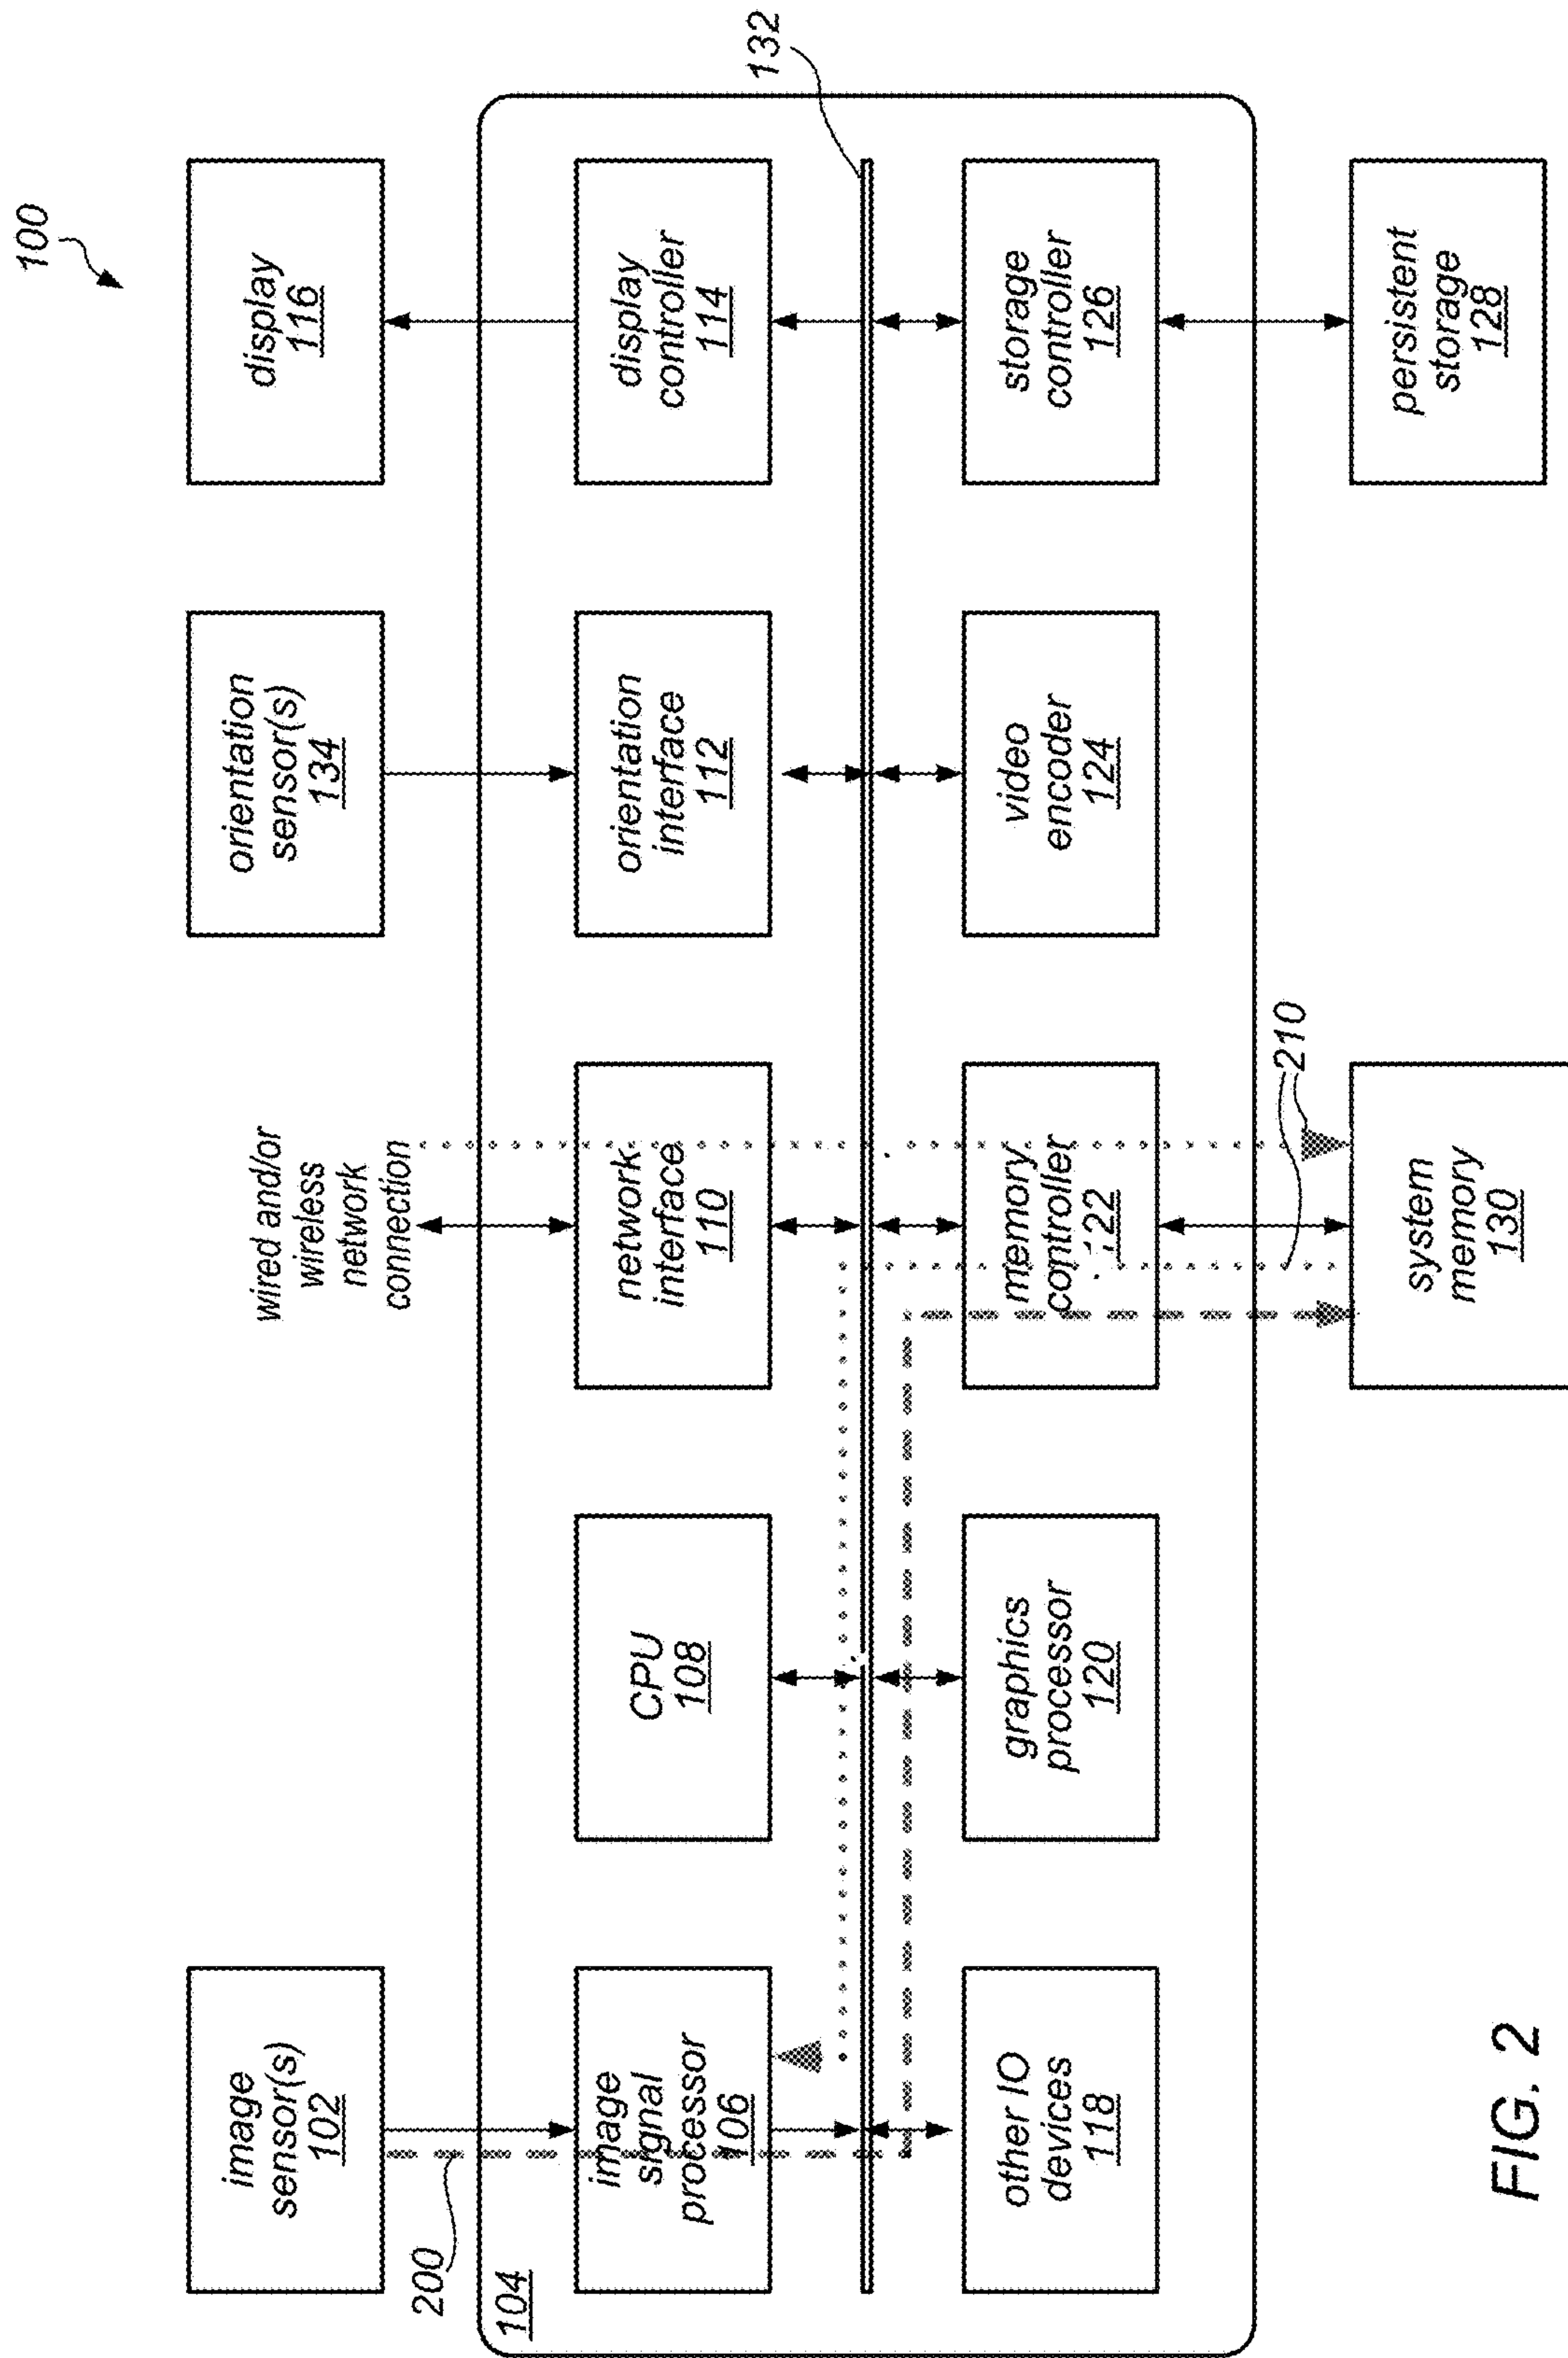 100
image
sensor(s)
102
wired and/or
wireless
network
connection
orientation
sensor(s)
134
display
116
200
104
image
signal
processor
106
CPU
108
network
interface
110
orientation
interface
112
display
controller
114
132
other IO
devices
118
graphics
processor
120
memory
controller
122
video
encoder
124
storage
controller
126
210
system
memory
130
persistent
storage
128
FIG. 2